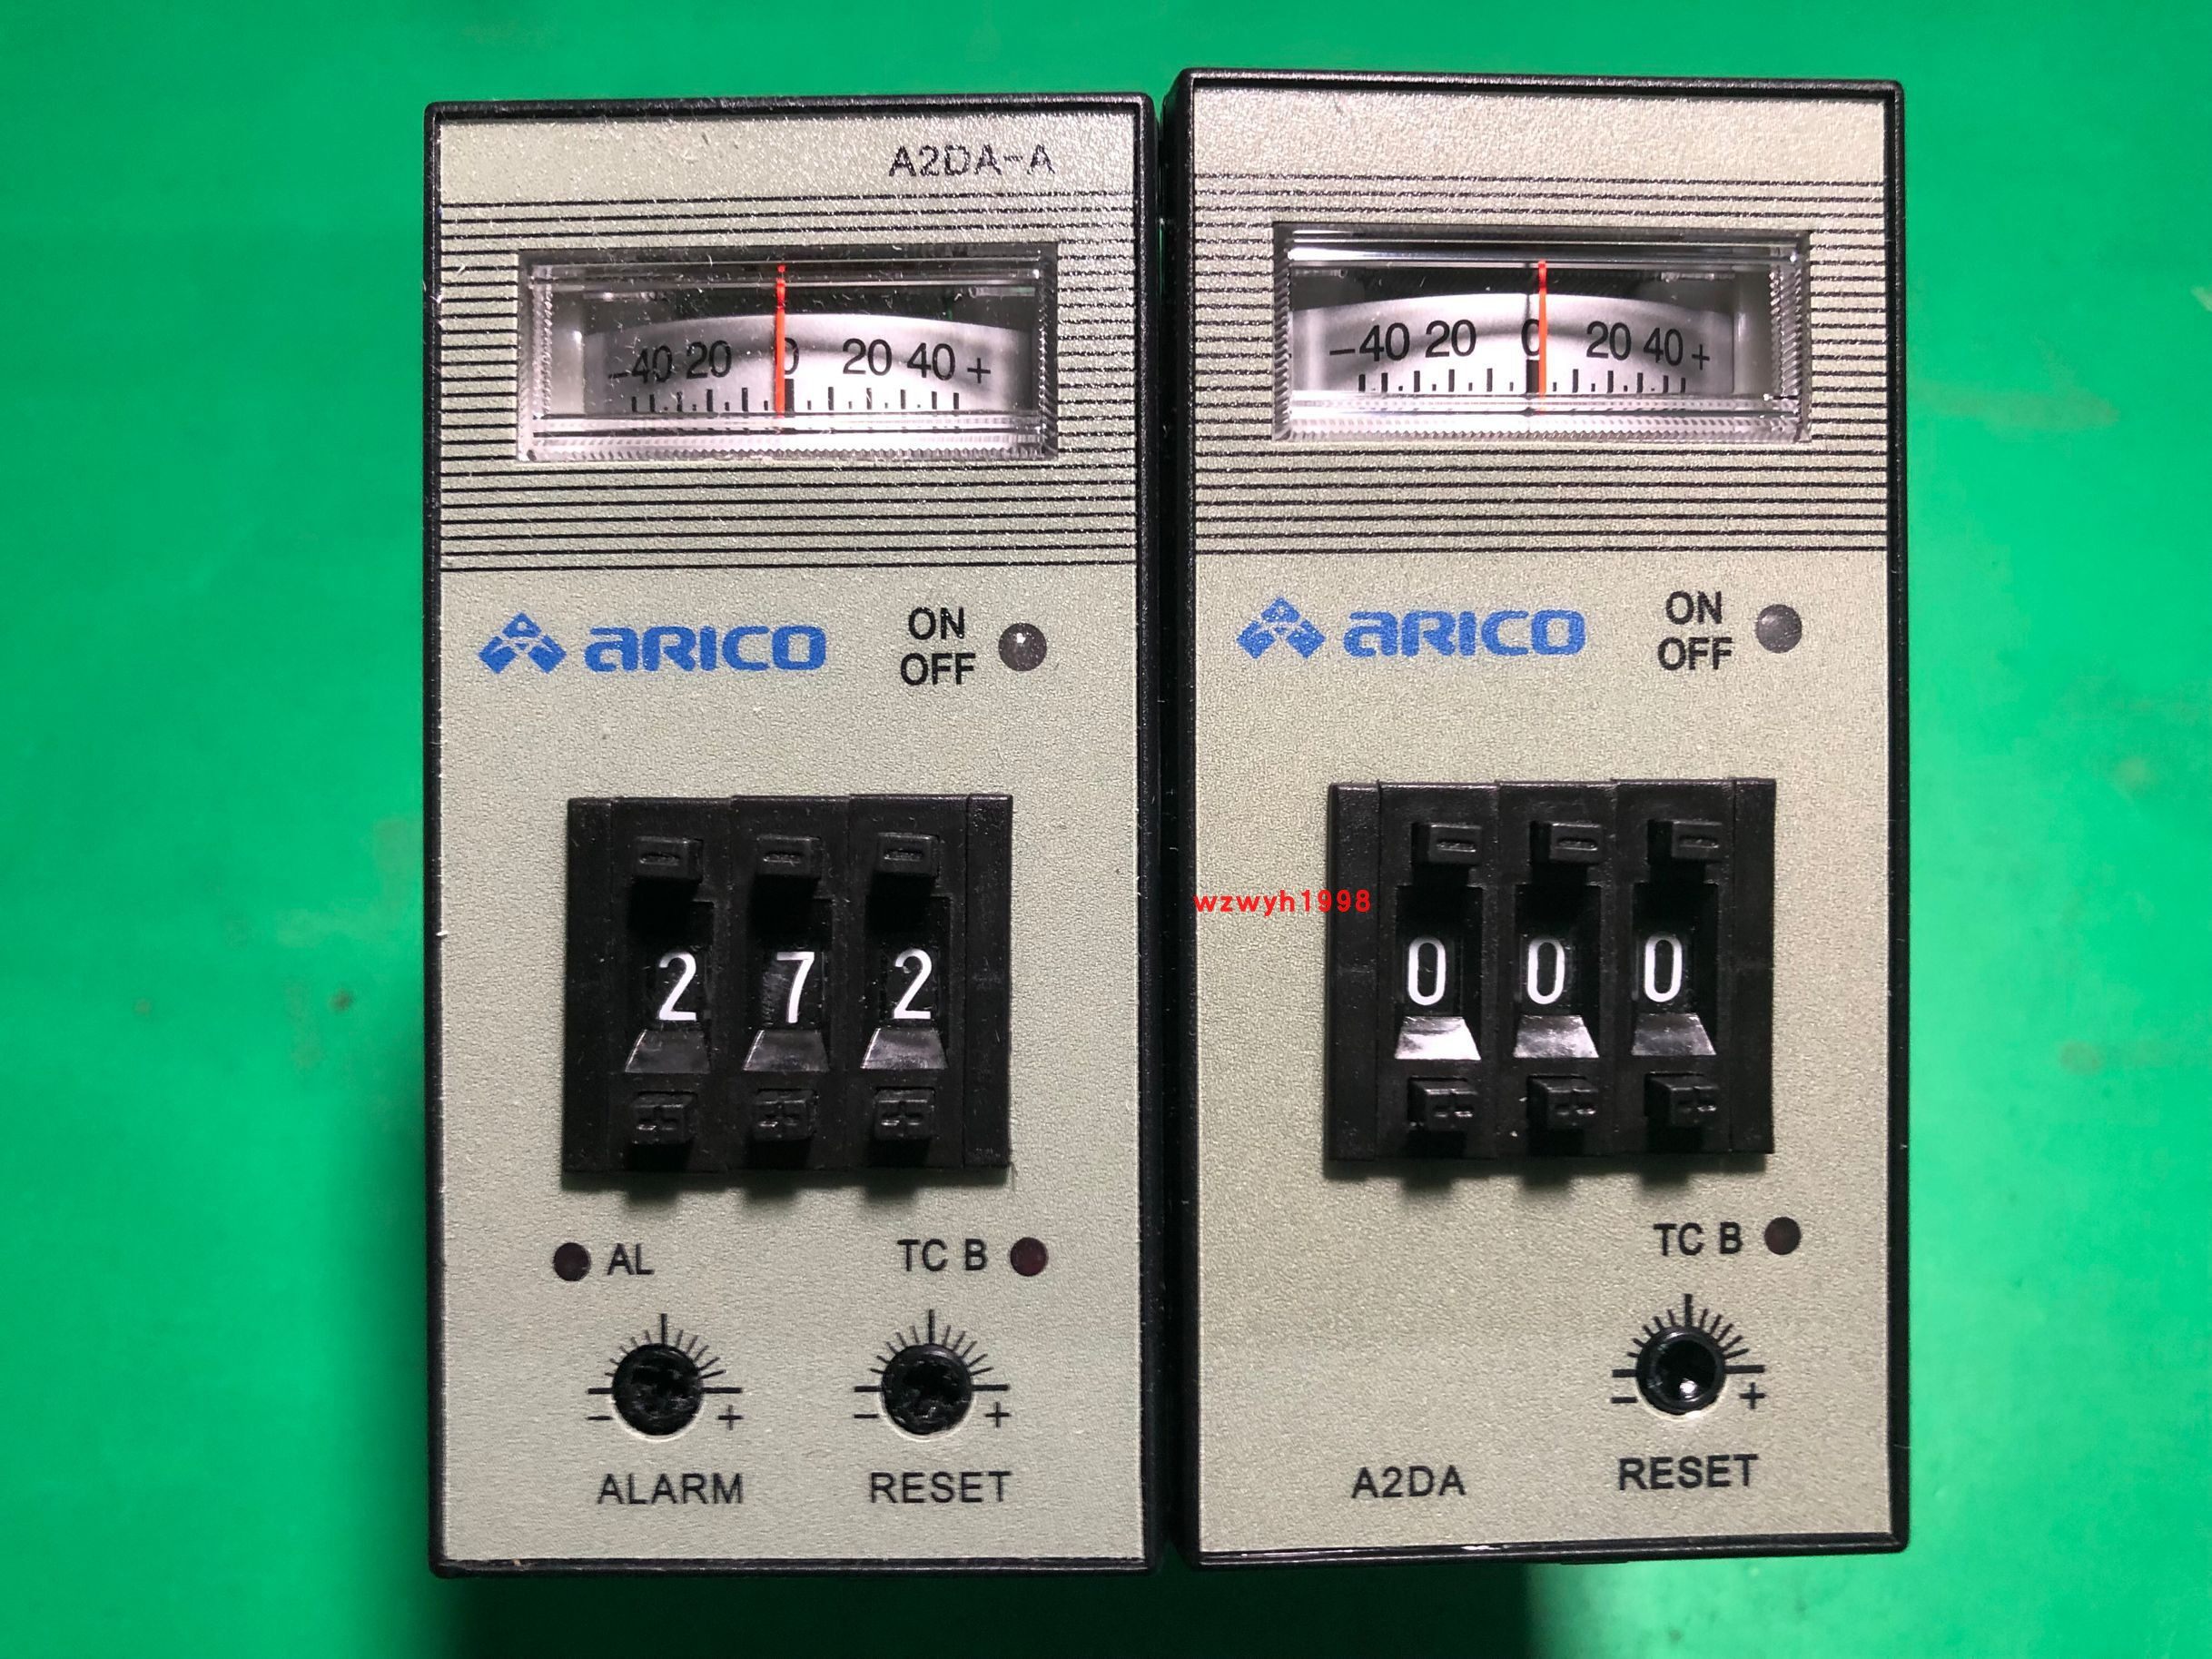 A2DA-A
-40 20 0 20 40 +
ARICO
ON
OFF
2 7 2
AL
TC B
- +
- +
ALARM
RESET
-40 20 0 20 40 +
ARICO
ON
OFF
wzwyh1998
0 0 0
TC B
- +
A2DA
RESET